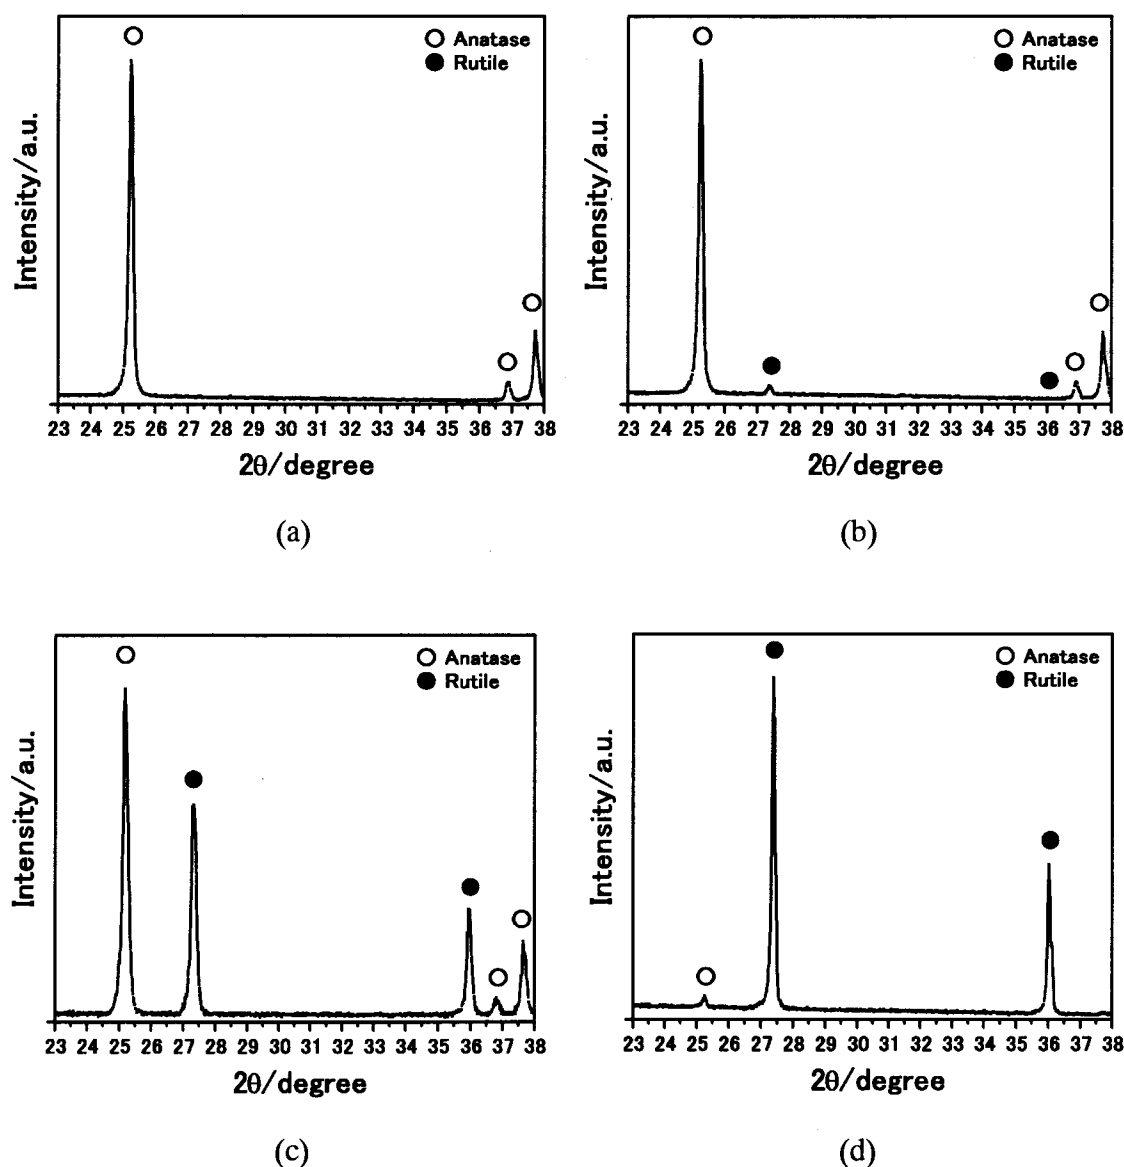 Anatase
Rutile
Intensity/a.u.
23 24 25 26 27 28 29 30 31 32 33 34 35 36 37 38
2θ/degree
(a)
Anatase
Rutile
Intensity/a.u.
23 24 25 26 27 28 29 30 31 32 33 34 35 36 37 38
2θ/degree
(b)
Anatase
Rutile
Intensity/a.u.
23 24 25 26 27 28 29 30 31 32 33 34 35 36 37 38
2θ/degree
(c)
Anatase
Rutile
Intensity/a.u.
23 24 25 26 27 28 29 30 31 32 33 34 35 36 37 38
2θ/degree
(d)